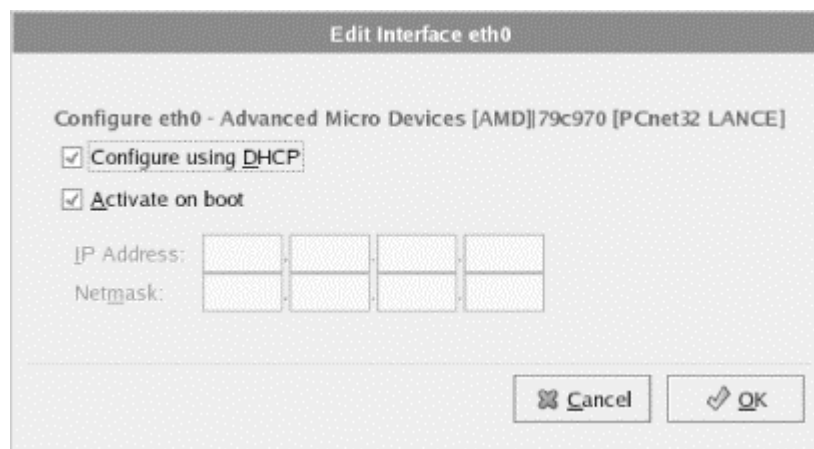 Edit Interface eth0
Configure eth0 - Advanced Micro Devices [AMD]|79c970 [PCnet32 LANCE]
Configure using DHCP
Activate on boot
IP Address:
Netmask:
Cancel OK